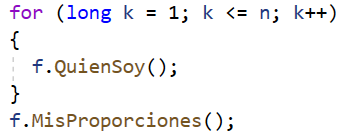 for (long k = 1; k <= n; k++)
{
  f.QuienSoy();
}
f.MisProporciones();